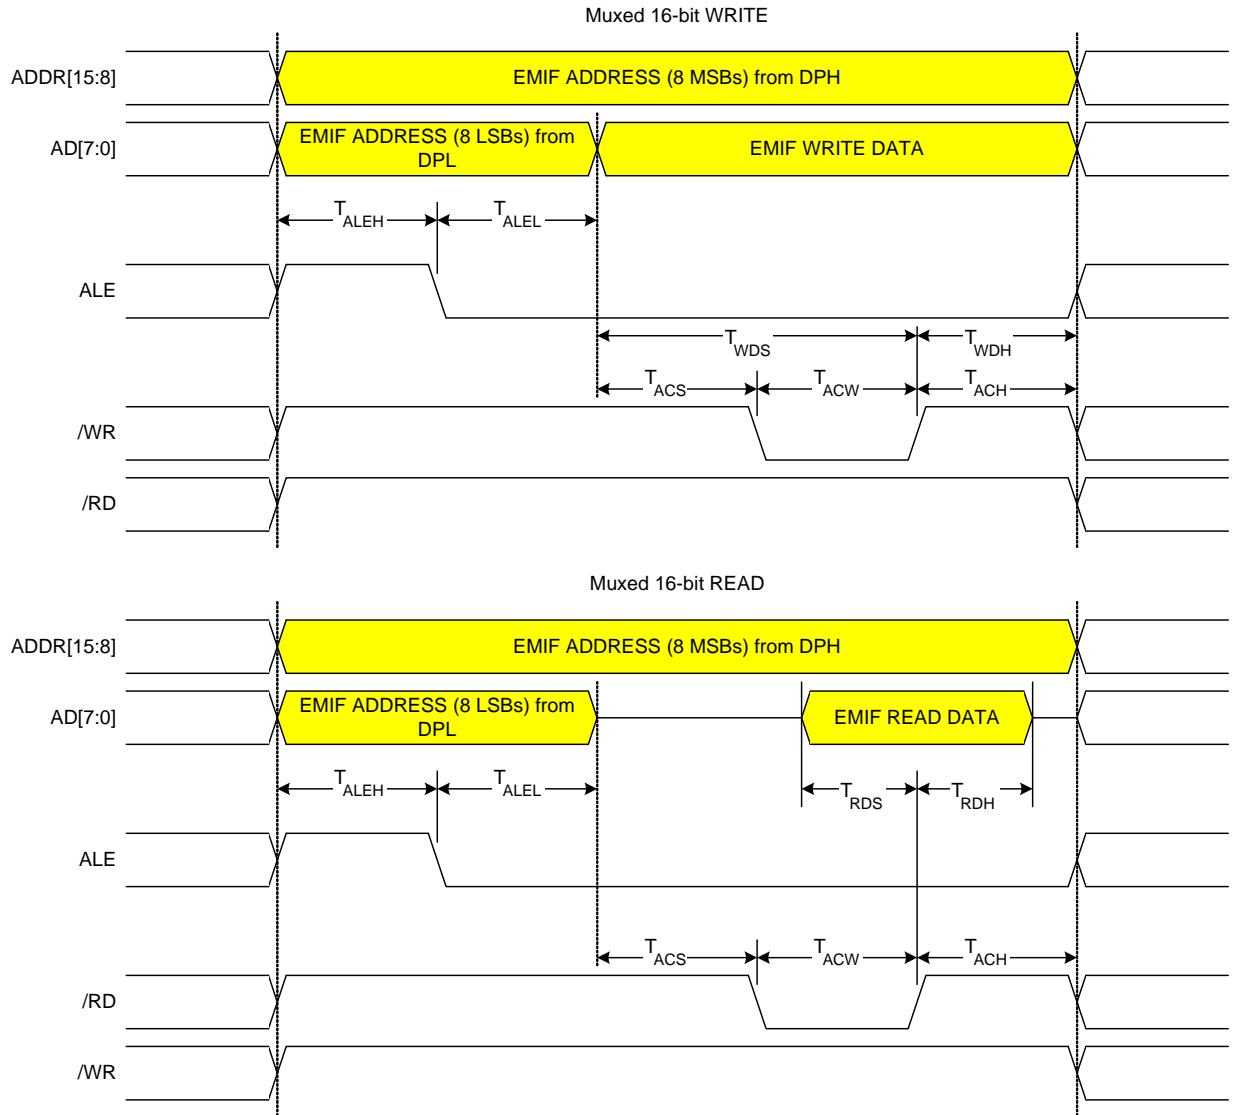 Muxed 16-bit WRITE
ADDR[15:8]
EMIF ADDRESS (8 MSBs) from DPH
AD[7:0]
EMIF ADDRESS (8 LSBs) from
DPL
EMIF WRITE DATA
TALEH
TALEL
ALE
TWDS
TWDH
TACS
TACW
TACH
/WR
/RD
Muxed 16-bit READ
ADDR[15:8]
EMIF ADDRESS (8 MSBs) from DPH
AD[7:0]
EMIF ADDRESS (8 LSBs) from
DPL
EMIF READ DATA
TALEH
TALEL
TRDS
TRDH
ALE
TACS
TACW
TACH
/RD
/WR